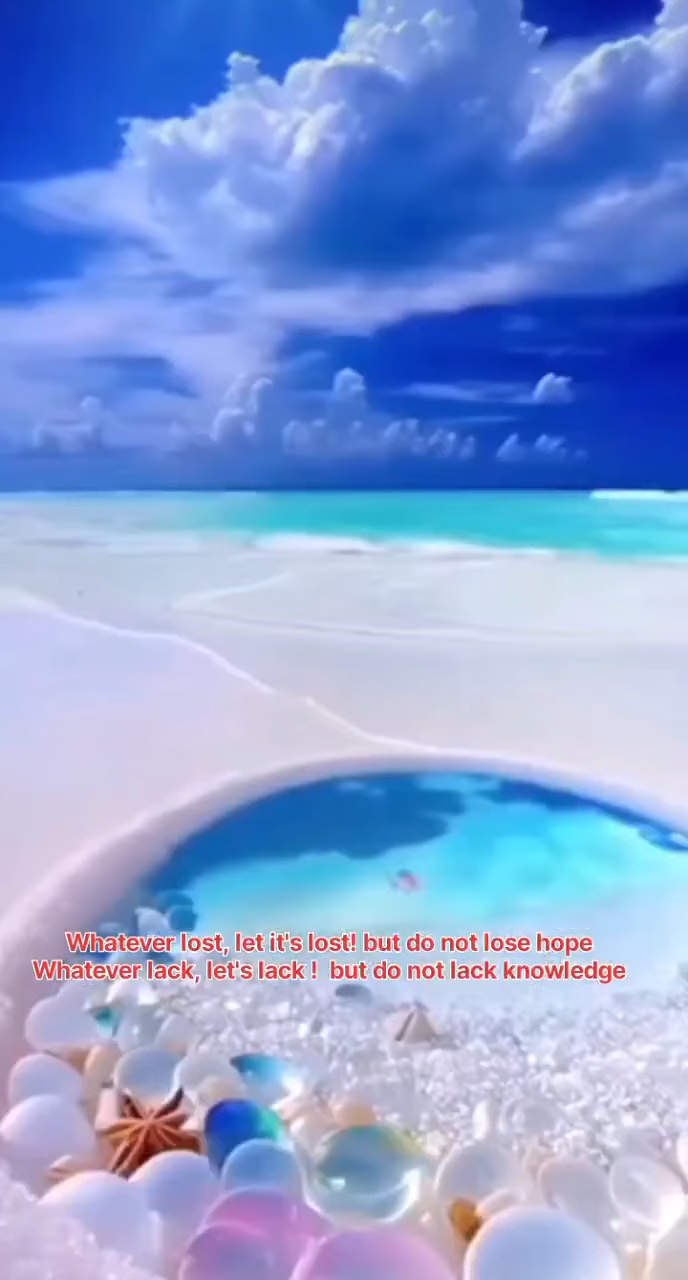 Whatever lost, let it's lost! but do not lose hope
Whatever lack, let's lack ! but do not lack knowledge